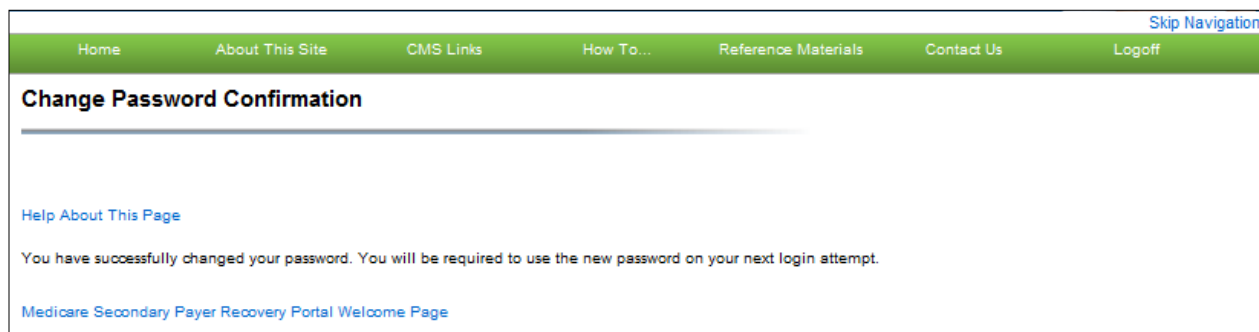 Skip Navigation
Home About This Site CMS Links How To... Reference Materials Contact Us Logoff
Change Password Confirmation
Help About This Page
You have successfully changed your password. You will be required to use the new password on your next login attempt.
Medicare Secondary Payer Recovery Portal Welcome Page